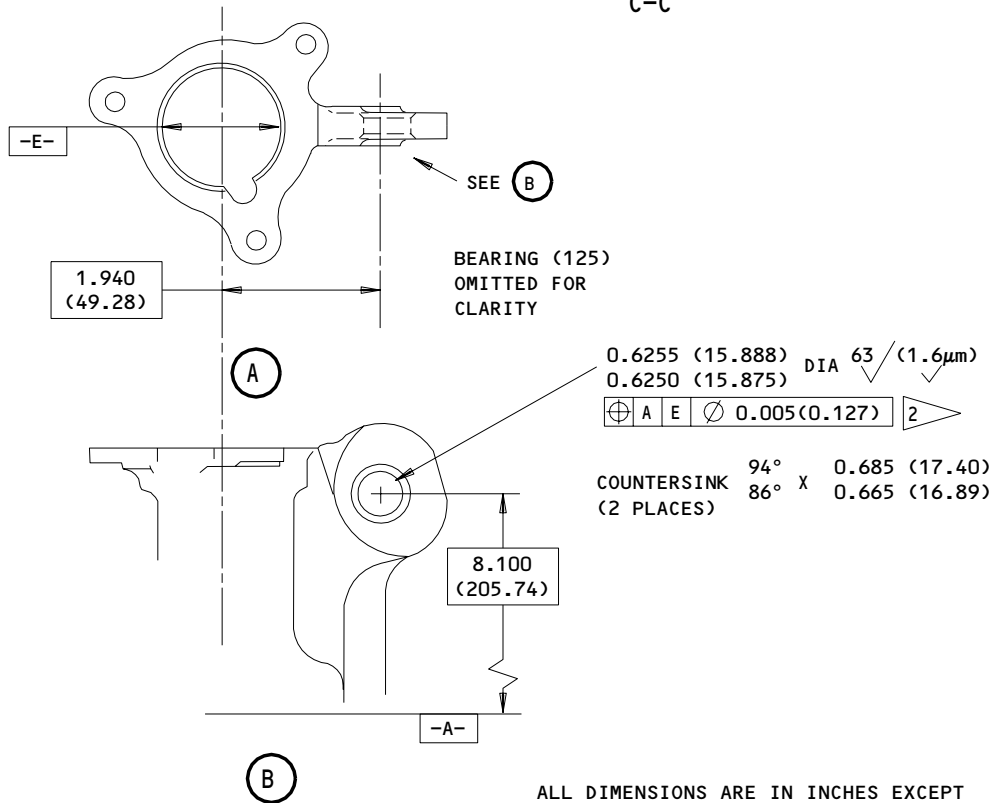 C-C
-E-
SEE B
BEARING (125)
OMITTED FOR
CLARITY
1.940
(49.28)
A
0.6255 (15.888)
0.6250 (15.875)
DIA 63 (1.6μm)
⌖ A E ⌀ 0.005(0.127) 2
COUNTERSINK
(2 PLACES)
94°
86°
X
0.685 (17.40)
0.665 (16.89)
8.100
(205.74)
-A-
B
ALL DIMENSIONS ARE IN INCHES EXCEPT